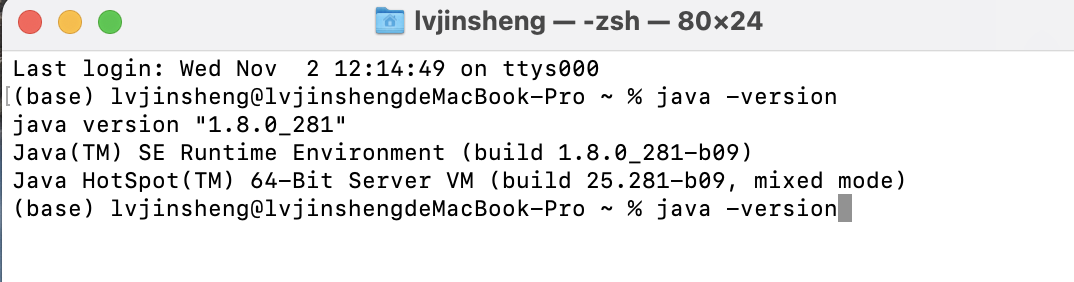 lvjinsheng — -zsh — 80×24
Last login: Wed Nov  2 12:14:49 on ttys000
[(base) lvjinsheng@lvjinshengdeMacBook-Pro ~ % java -version
java version "1.8.0_281"
Java(TM) SE Runtime Environment (build 1.8.0_281-b09)
Java HotSpot(TM) 64-Bit Server VM (build 25.281-b09, mixed mode)
(base) lvjinsheng@lvjinshengdeMacBook-Pro ~ % java -version